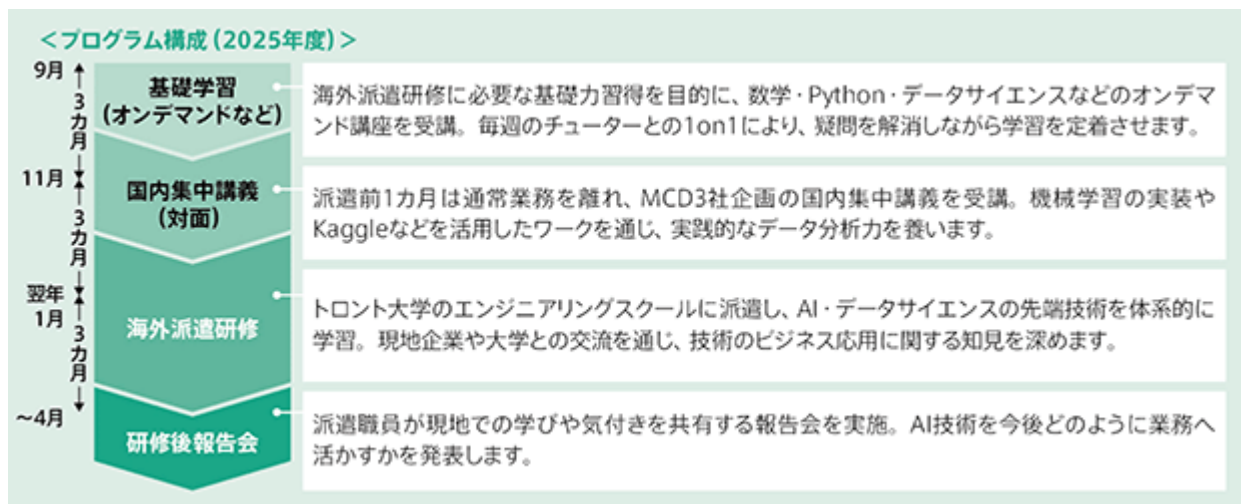 ＜プログラム構成（2025年度）＞
9月
3カ月
基礎学習
（オンデマンドなど）
海外派遣研修に必要な基礎力習得を目的に、数学・Python・データサイエンスなどのオンデマ
ンド講座を受講。毎週のチューターとの1on1により、疑問を解消しながら学習を定着させます。
11月
3カ月
国内集中講義
（対面）
派遣前1カ月は通常業務を離れ、MCD3社企画の国内集中講義を受講。機械学習の実装や
Kaggleなどを活用したワークを通じ、実践的なデータ分析力を養います。
翌年
1月
3カ月
海外派遣研修
トロント大学のエンジニアリングスクールに派遣し、AI・データサイエンスの先端技術を体系的に
学習。現地企業や大学との交流を通じ、技術のビジネス応用に関する知見を深めます。
～4月
研修後報告会
派遣職員が現地での学びや気付きを共有する報告会を実施。AI技術を今後どのように業務へ
活かすかを発表します。